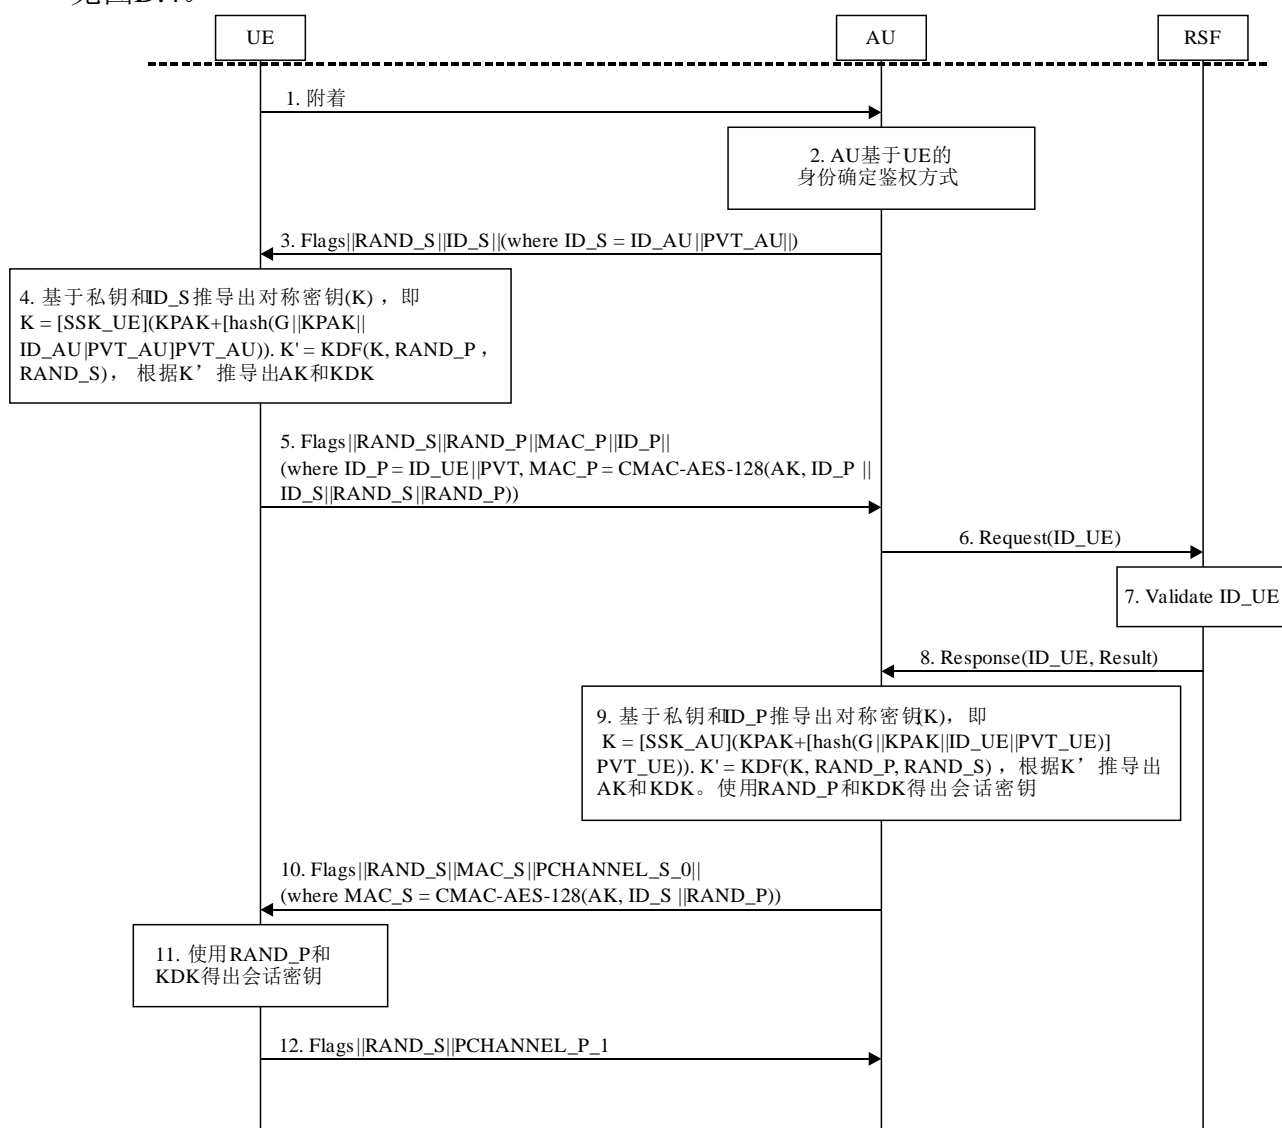 UE
AU
RSF
1. 附着
2. AU基于UE的
身份确定鉴权方式
3. Flags||RAND_S||ID_S||(where ID_S = ID_AU||PVT_AU||)
4. 基于私钥和ID_S推导出对称密钥(K)，即
K = [SSK_UE](KPAK+[hash(G||KPAK||
ID_AU|PVT_AU]PVT_AU)). K' = KDF(K, RAND_P，
RAND_S)， 根据K’推导出AK和KDK
5. Flags||RAND_S||RAND_P||MAC_P||ID_P||
(where ID_P = ID_UE||PVT, MAC_P = CMAC-AES-128(AK, ID_P ||
ID_S||RAND_S||RAND_P))
6. Request(ID_UE)
7. Validate ID_UE
8. Response(ID_UE, Result)
9. 基于私钥和ID_P推导出对称密钥(K)，即
K = [SSK_AU](KPAK+[hash(G||KPAK||ID_UE||PVT_UE)]
PVT_UE)). K' = KDF(K, RAND_P, RAND_S)，根据K’推导出
AK和KDK。使用RAND_P和KDK得出会话密钥
10. Flags||RAND_S||MAC_S||PCHANNEL_S_0||
(where MAC_S = CMAC-AES-128(AK, ID_S ||RAND_P))
11. 使用RAND_P和
KDK得出会话密钥
12. Flags||RAND_S||PCHANNEL_P_1